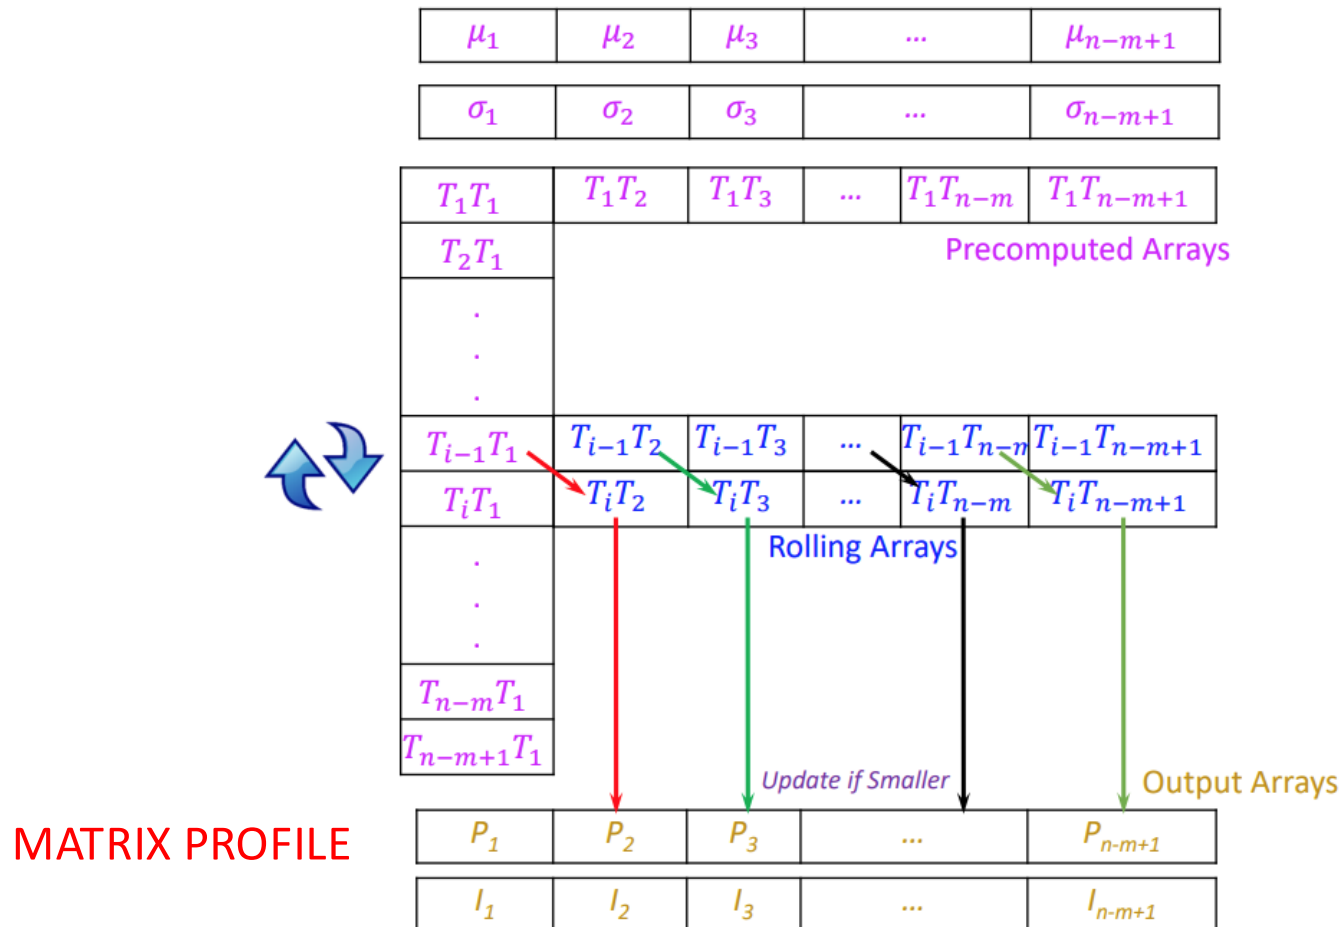 μ₁ μ₂ μ₃ ... μₙ₋ₘ₊₁
σ₁ σ₂ σ₃ ... σₙ₋ₘ₊₁
T₁T₁ T₁T₂ T₁T₃ ... T₁Tₙ₋ₘ T₁Tₙ₋ₘ₊₁
T₂T₁
Precomputed Arrays
.
.
.
Tᵢ₋₁T₁ Tᵢ₋₁T₂ Tᵢ₋₁T₃ ... Tᵢ₋₁Tₙ₋ₘ Tᵢ₋₁Tₙ₋ₘ₊₁
TᵢT₁ TᵢT₂ TᵢT₃ ... TᵢTₙ₋ₘ TᵢTₙ₋ₘ₊₁
Rolling Arrays
.
.
.
Tₙ₋ₘT₁
Tₙ₋ₘ₊₁T₁
Update if Smaller
Output Arrays
MATRIX PROFILE
P₁ P₂ P₃ ... Pₙ₋ₘ₊₁
I₁ I₂ I₃ ... Iₙ₋ₘ₊₁